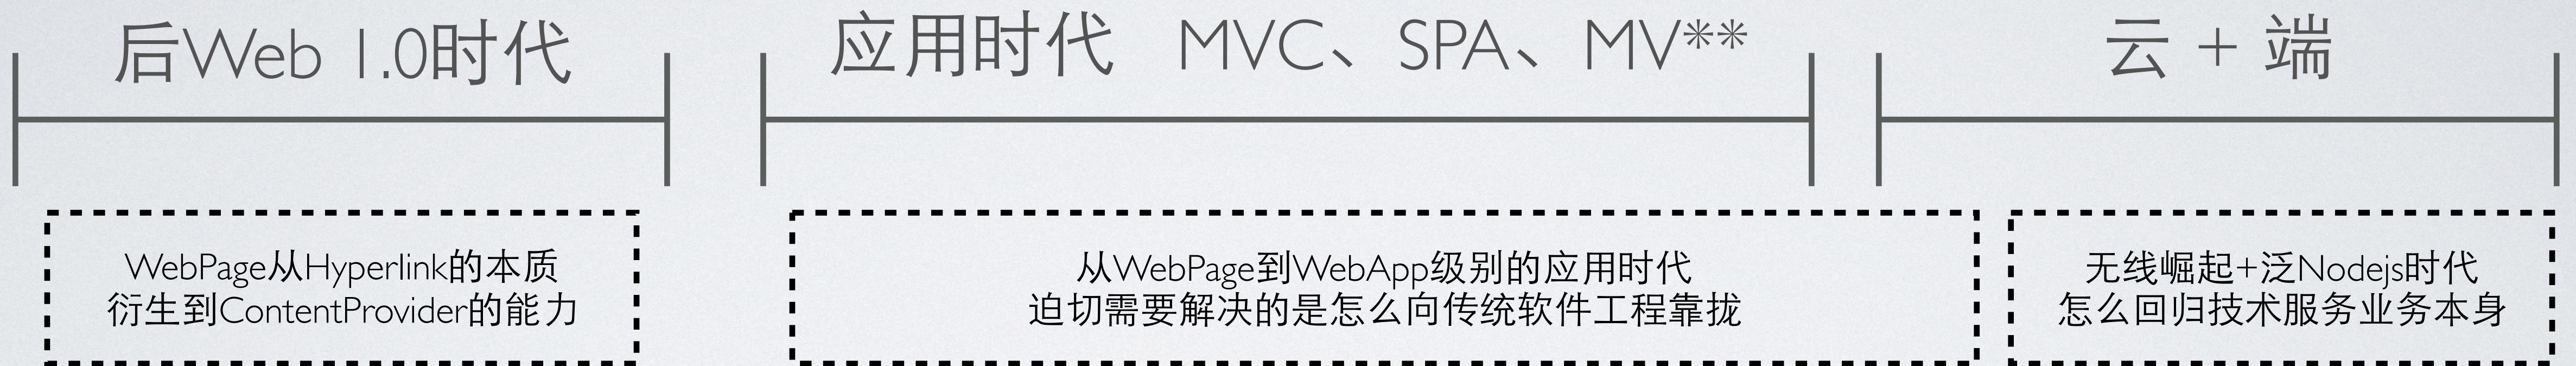 后Web 1.0时代
应用时代 MVC、SPA、MV**
云 + 端
WebPage从Hyperlink的本质
衍生到ContentProvider的能力
从WebPage到WebApp级别的应用时代
迫切需要解决的是怎么向传统软件工程靠拢
无线崛起+泛Nodejs时代
怎么回归技术服务业务本身